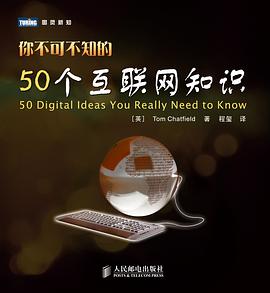 TURING 图灵新知
你不可不知的
50个互联网知识
50 Digital Ideas You Really Need to Know
[英] Tom Chatfield 著 程玺 译
人民邮电出版社
POSTS & TELECOM PRESS